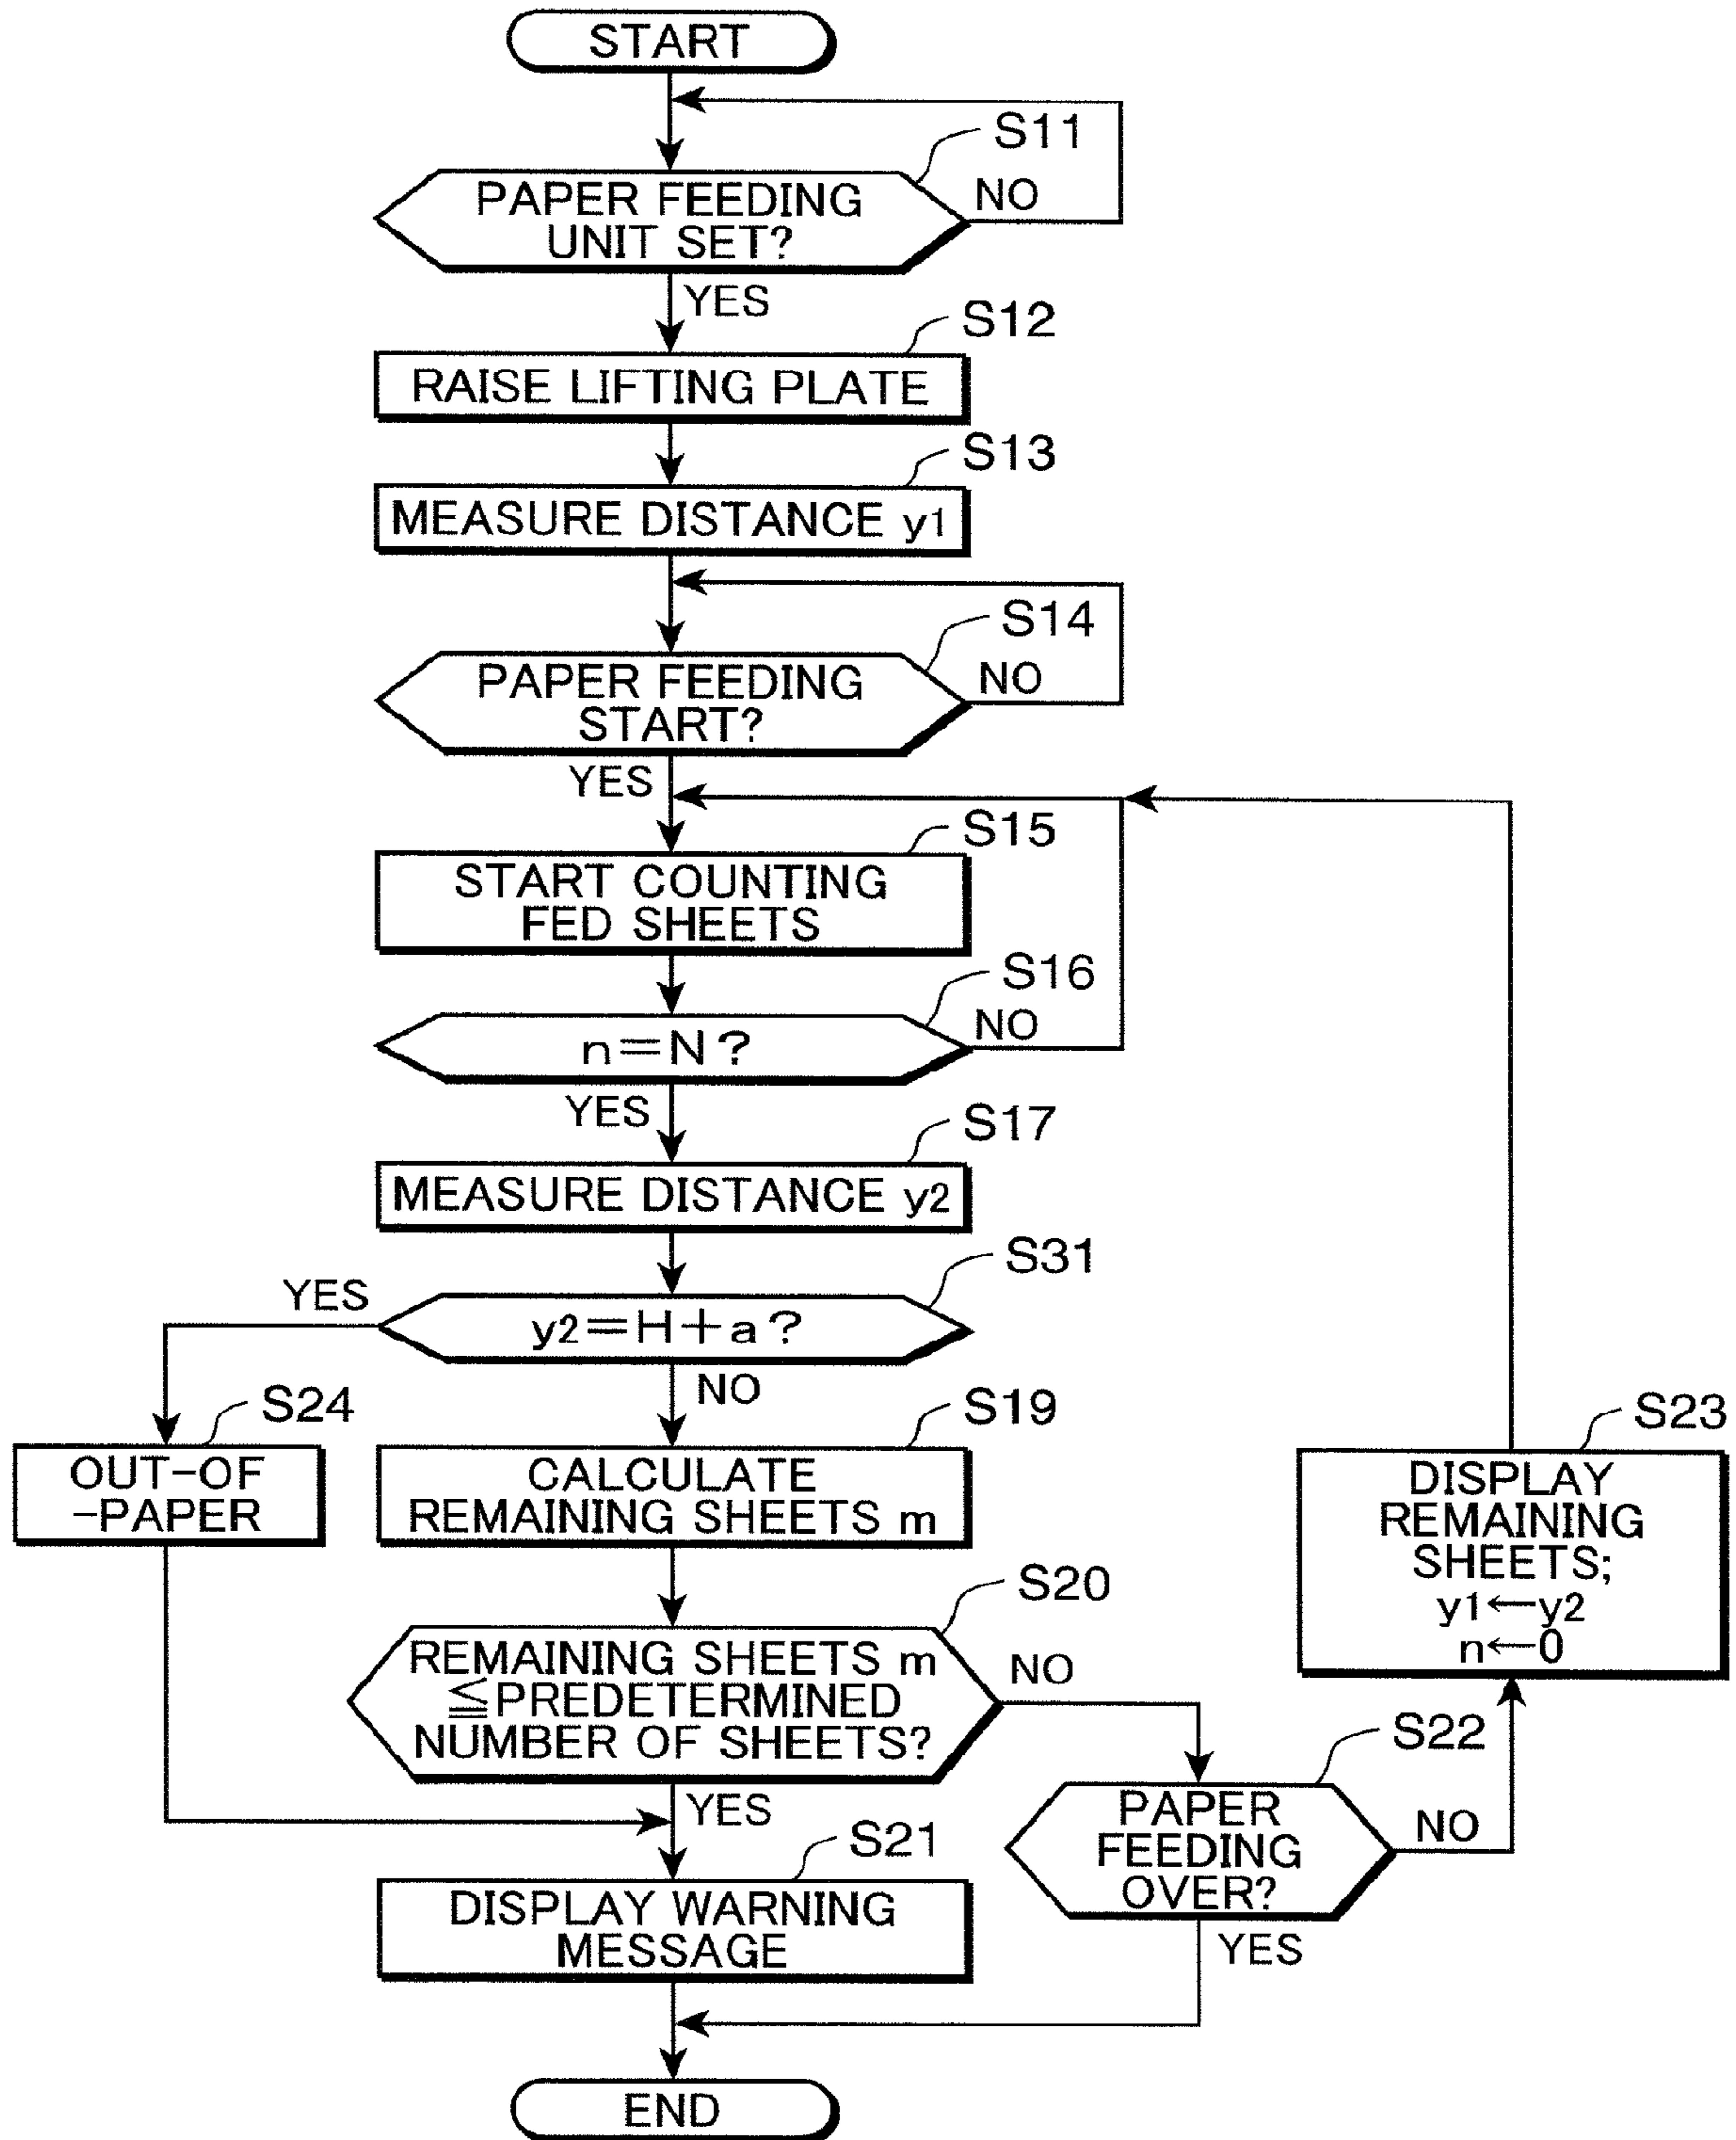 START
S11
PAPER FEEDING
UNIT SET?
NO
YES
S12
RAISE LIFTING PLATE
S13
MEASURE DISTANCE y1
S14
PAPER FEEDING
START?
NO
YES
S15
START COUNTING
FED SHEETS
S16
n=N?
NO
YES
S17
MEASURE DISTANCE y2
S31
y2=H+a?
YES
NO
S24
OUT-OF
-PAPER
S19
CALCULATE
REMAINING SHEETS m
S20
REMAINING SHEETS m
≦PREDETERMINED
NUMBER OF SHEETS?
NO
YES
S22
PAPER
FEEDING
OVER?
NO
YES
S23
DISPLAY
REMAINING
SHEETS;
y1←y2
n←0
S21
DISPLAY WARNING
MESSAGE
END